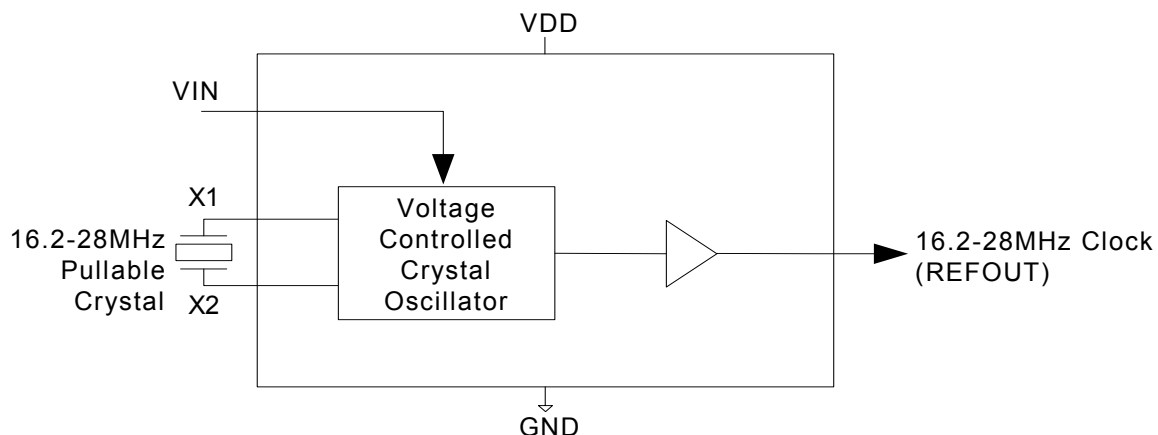 VDD
VIN
X1
16.2-28MHz
Pullable
Crystal
X2
Voltage
Controlled
Crystal
Oscillator
16.2-28MHz Clock
(REFOUT)
GND